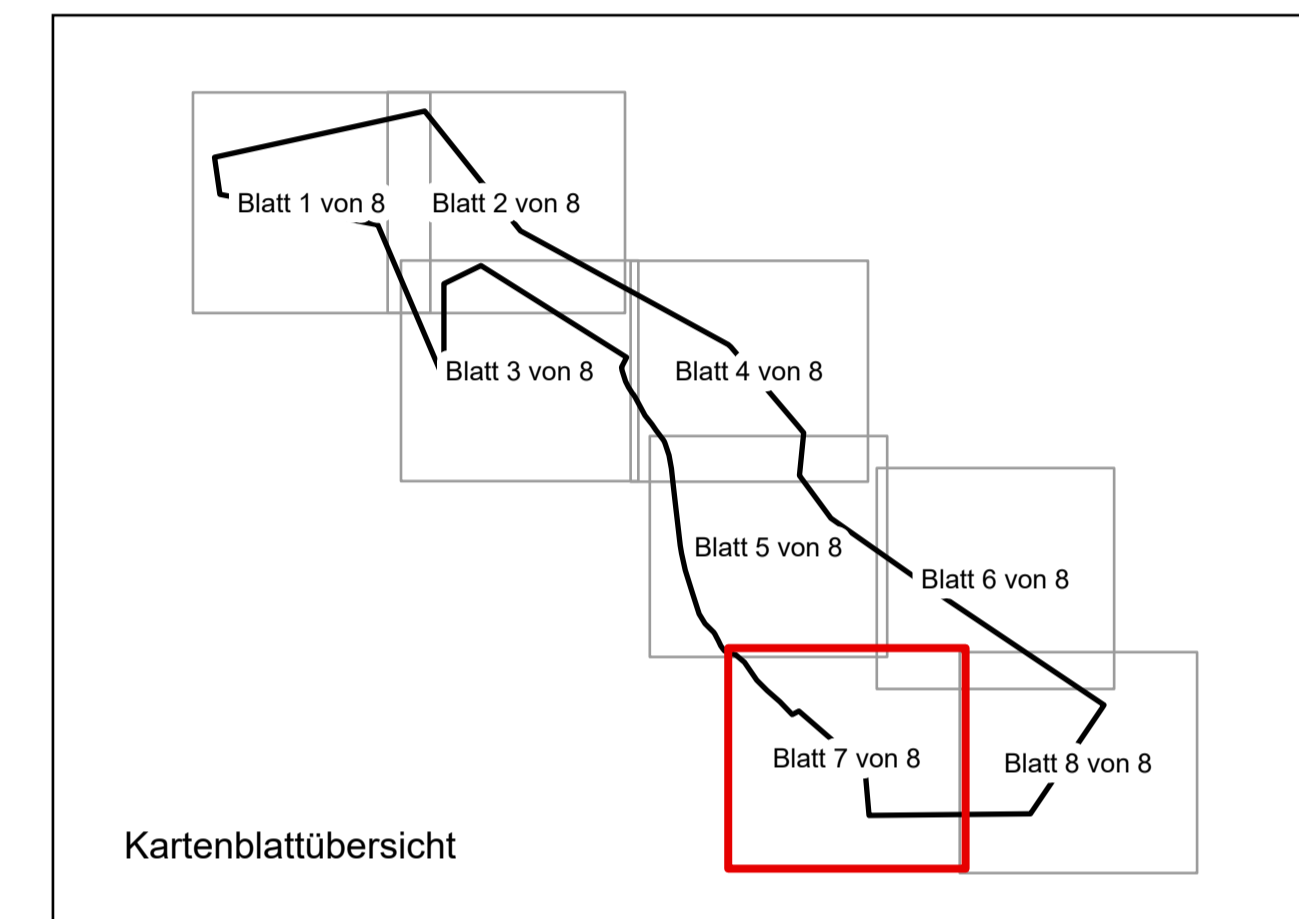 Blatt 1 von 8
Blatt 2 von 8
Blatt 3 von 8
Blatt 4 von 8
Blatt 5 von 8
Blatt 6 von 8
Blatt 7 von 8
Blatt 8 von 8
Kartenblattübersicht